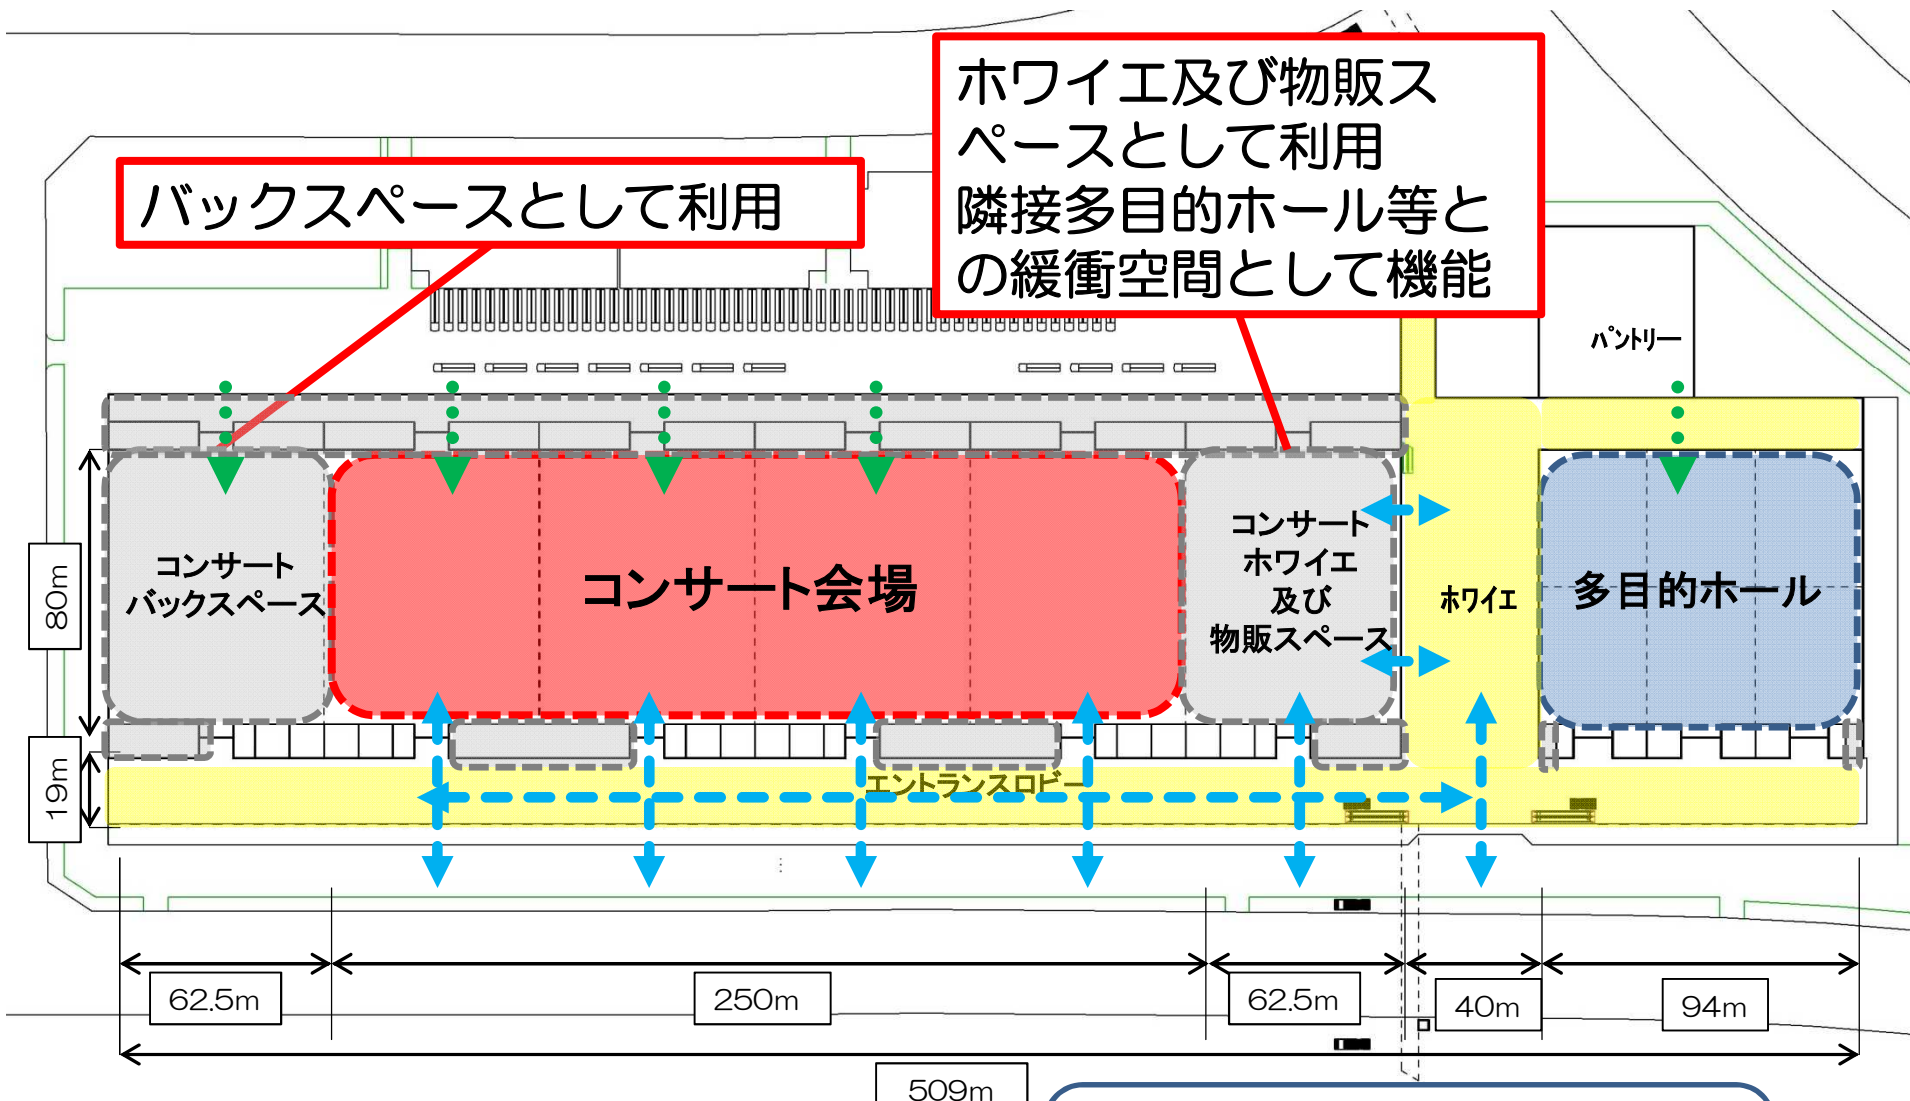 ホワイエ及び物販ス
ペースとして利用
隣接多目的ホール等と
の緩衝空間として機能
バックスペースとして利用
パントリー
コンサート
バックスペース
コンサート会場
コンサート
ホワイエ
及び
物販スペース
ホワイエ
多目的ホール
80m
19m
エントランスロビー
62.5m
250m
62.5m
40m
94m
509m